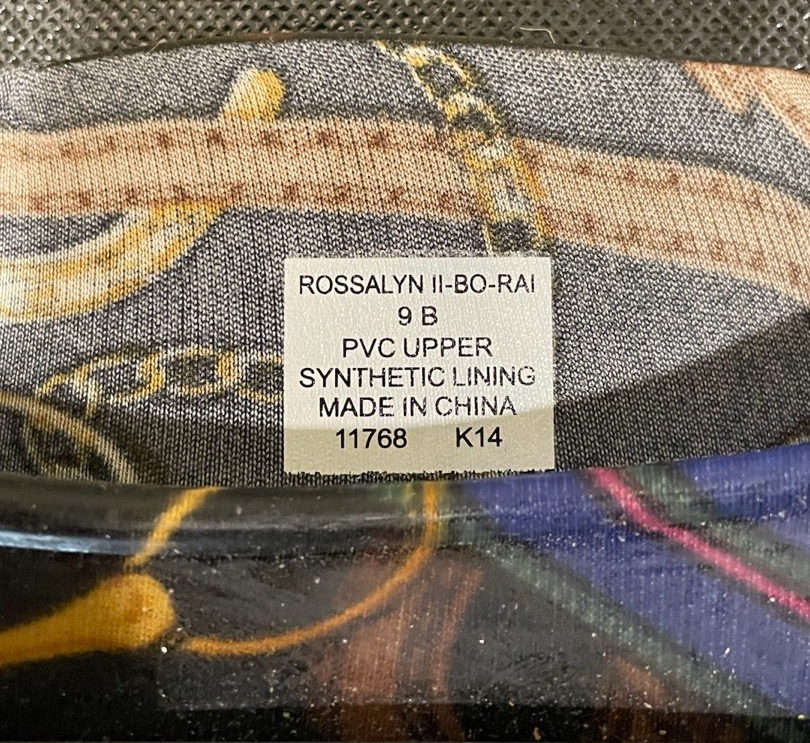 ROSSALYN II-BO-RAI
9 B
PVC UPPER
SYNTHETIC LINING
MADE IN CHINA
11768 K14